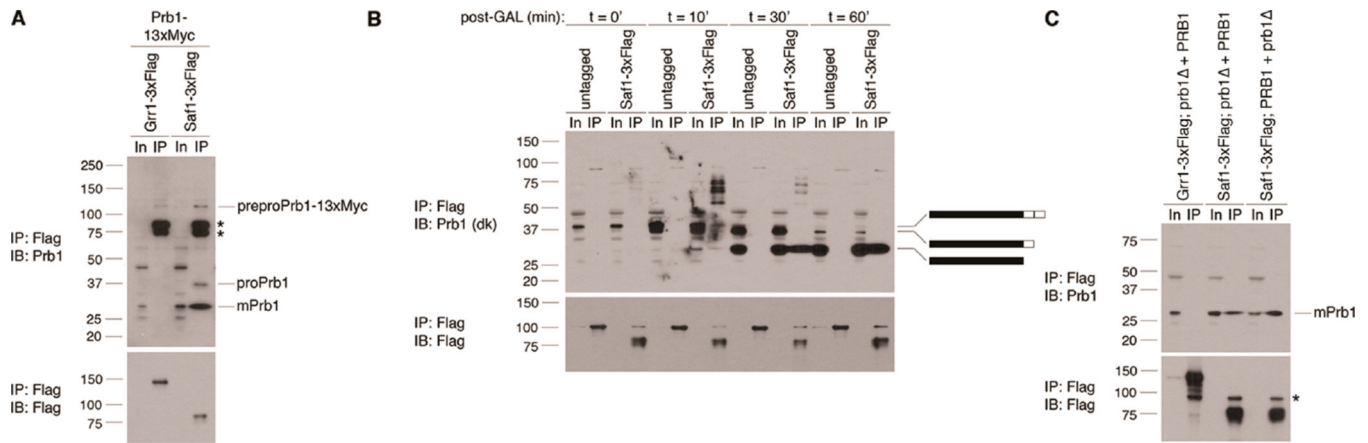 A
Prb1-
13xMyc
Grr1-3xFlag
Saf1-3xFlag
In IP In IP
250
150
100
75
50
37
25
20
IP: Flag
IB: Prb1
preproPrb1-13xMyc
*
*
proPrb1
mPrb1
150
100
75
IP: Flag
IB: Flag
B
post-GAL (min): t = 0' t = 10' t = 30' t = 60'
untagged
Saf1-3xFlag
untagged
Saf1-3xFlag
untagged
Saf1-3xFlag
untagged
Saf1-3xFlag
In IP In IP In IP In IP In IP In IP In IP In IP
150
100
75
50
37
25
20
IP: Flag
IB: Prb1 (dk)
100
75
IP: Flag
IB: Flag
C
Grr1-3xFlag; prb1Δ + PRB1
Saf1-3xFlag; prb1Δ + PRB1
Saf1-3xFlag; PRB1 + prb1Δ
In IP In IP In IP
75
50
37
25
20
IP: Flag
IB: Prb1
mPrb1
150
100
75
IP: Flag
IB: Flag
*